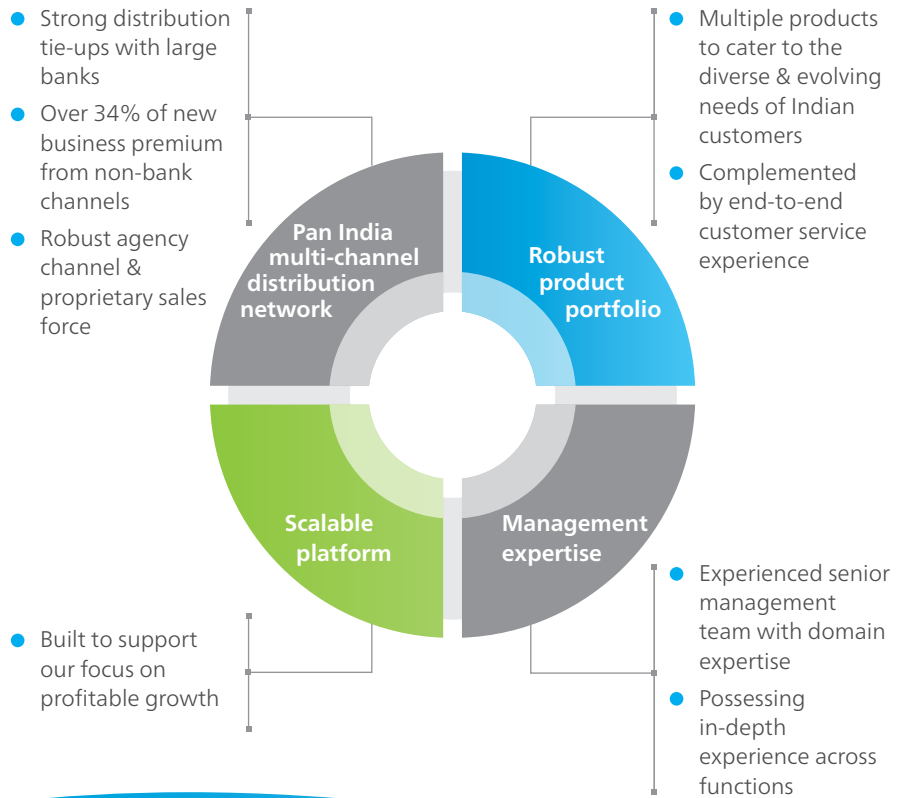 Strong distribution
tie-ups with large
banks
Over 34% of new
business premium
from non-bank
channels
Robust agency
channel &
proprietary sales
force
Multiple products
to cater to the
diverse & evolving
needs of Indian
customers
Complemented
by end-to-end
customer service
experience
Pan India
multi-channel
distribution
network
Robust
product
portfolio
Scalable
platform
Management
expertise
Built to support
our focus on
profitable growth
Experienced senior
management
team with domain
expertise
Possessing
in-depth
experience across
functions